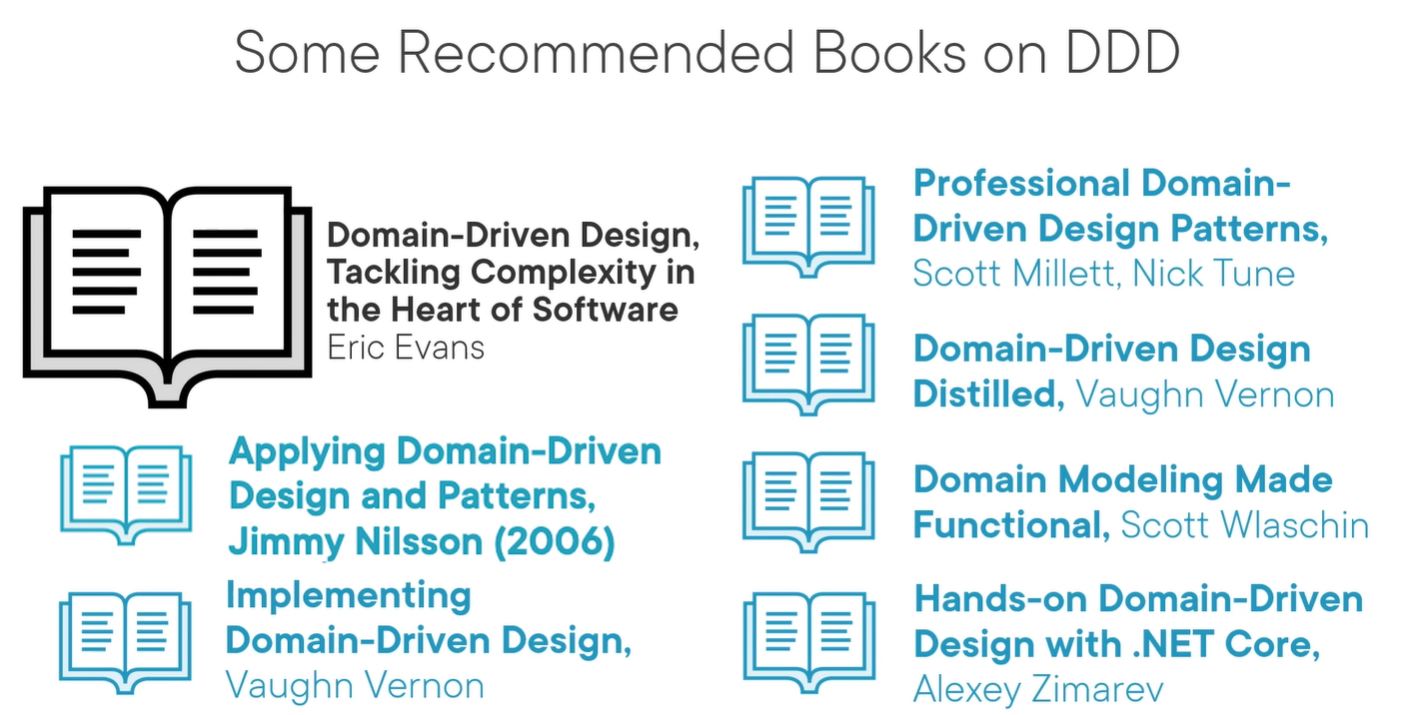 Some Recommended Books on DDD
Domain-Driven Design,
Tackling Complexity in
the Heart of Software
Eric Evans
Applying Domain-Driven
Design and Patterns,
Jimmy Nilsson (2006)
Implementing
Domain-Driven Design,
Vaughn Vernon
Professional Domain-
Driven Design Patterns,
Scott Millett, Nick Tune
Domain-Driven Design
Distilled, Vaughn Vernon
Domain Modeling Made
Functional, Scott Wlaschin
Hands-on Domain-Driven
Design with .NET Core,
Alexey Zimarev